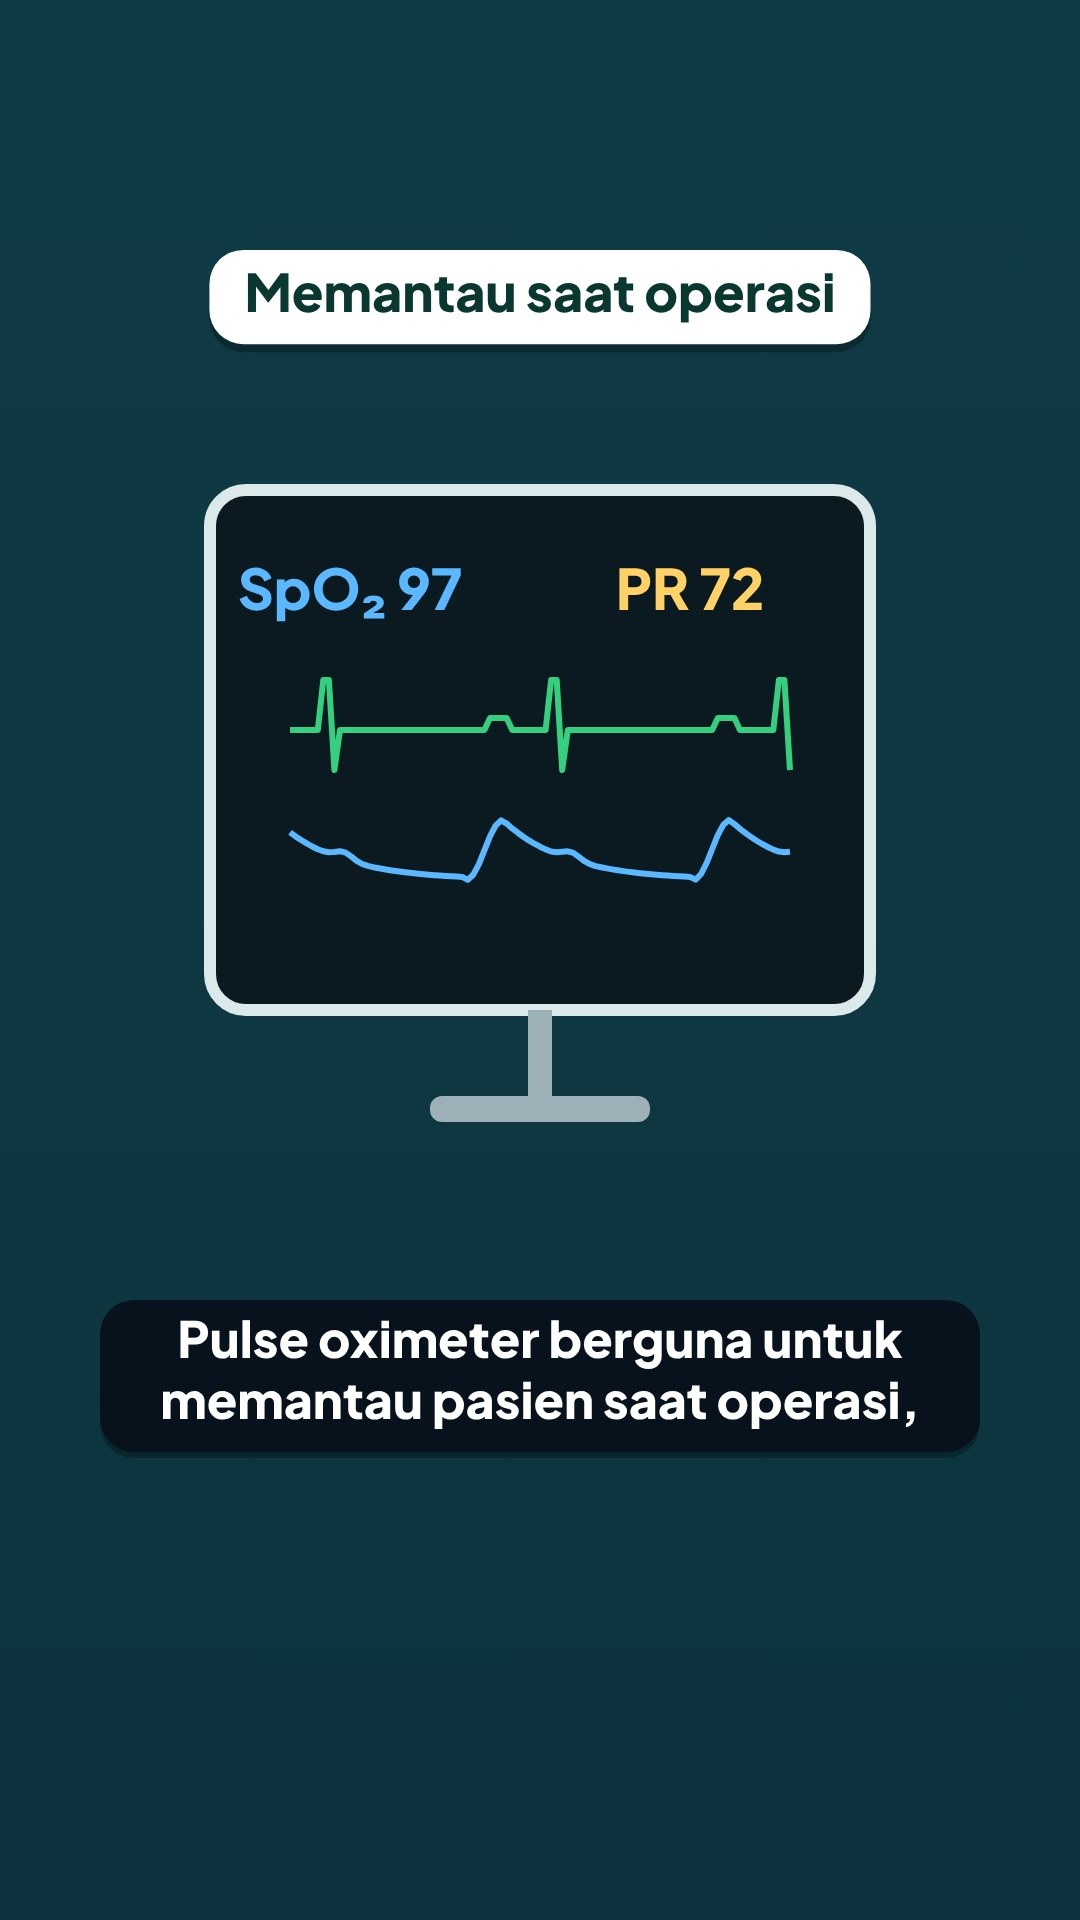 Memantau saat operasi
SpO₂ 97 PR 72
Pulse oximeter berguna untuk
memantau pasien saat operasi,